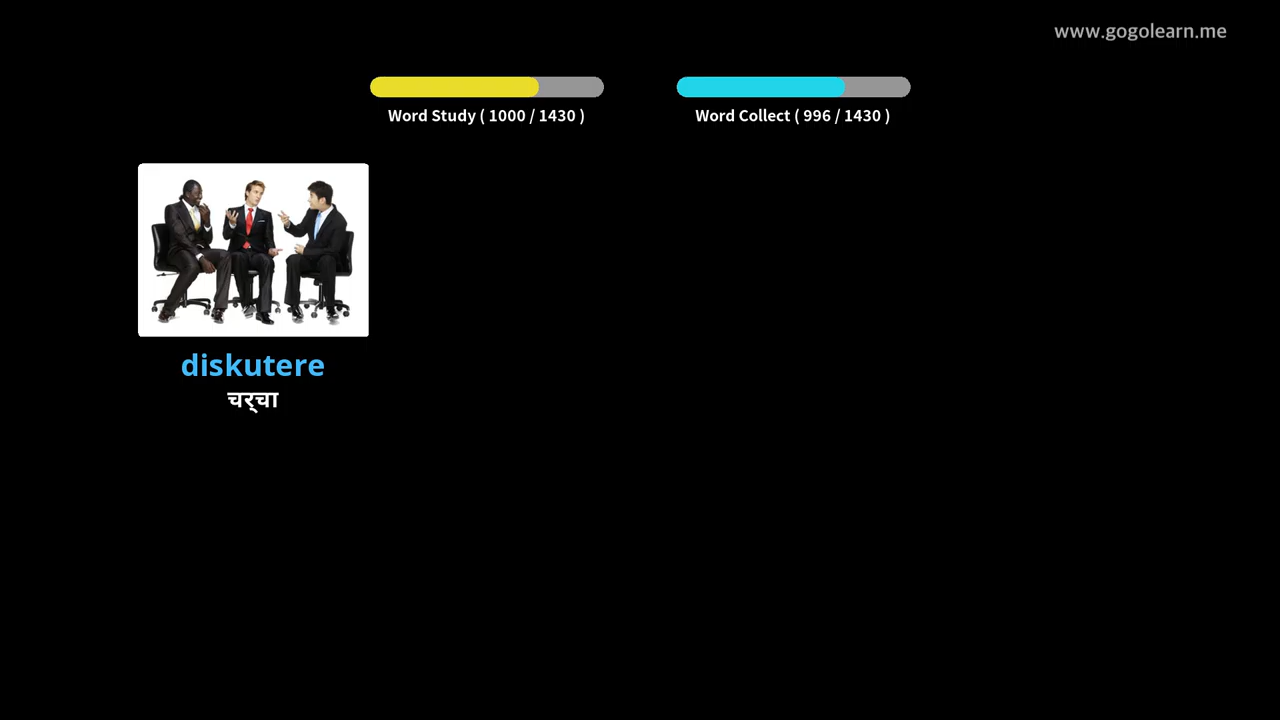 www.gogolearn.me
Word Study ( 1000 / 1430 )
Word Collect ( 996 / 1430 )
diskutere
चर्‌चा